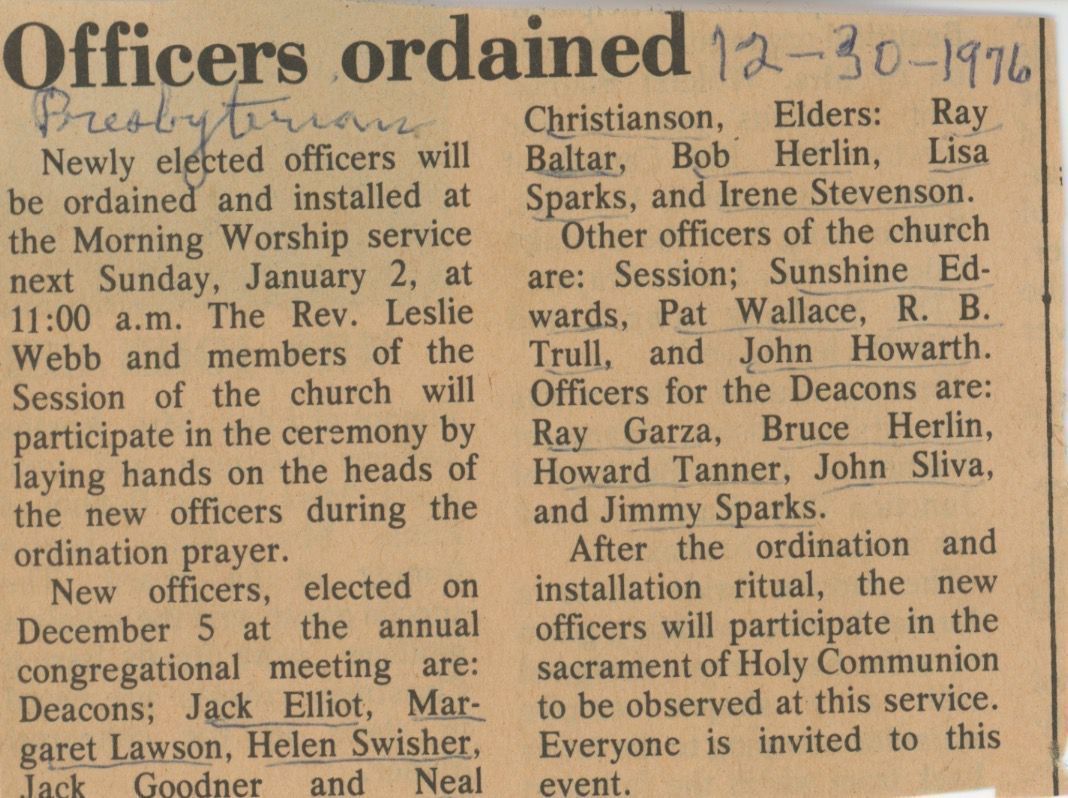 Officers ordained 12-30-1976
Presbyterian
Newly elected officers will
be ordained and installed at
the Morning Worship service
next Sunday, January 2, at
11:00 a.m. The Rev. Leslie
Webb and members of the
Session of the church will
participate in the ceremony by
laying hands on the heads of
the new officers during the
ordination prayer.
New officers, elected on
December 5 at the annual
congregational meeting are:
Deacons; Jack Elliot, Mar-
garet Lawson, Helen Swisher,
Jack Goodner and Neal
Christianson, Elders: Ray
Baltar, Bob Herlin, Lisa
Sparks, and Irene Stevenson.
Other officers of the church
are: Session; Sunshine Ed-
wards, Pat Wallace, R. B.
Trull, and John Howarth.
Officers for the Deacons are:
Ray Garza, Bruce Herlin,
Howard Tanner, John Sliva,
and Jimmy Sparks.
After the ordination and
installation ritual, the new
officers will participate in the
sacrament of Holy Communion
to be observed at this service.
Everyone is invited to this
event.